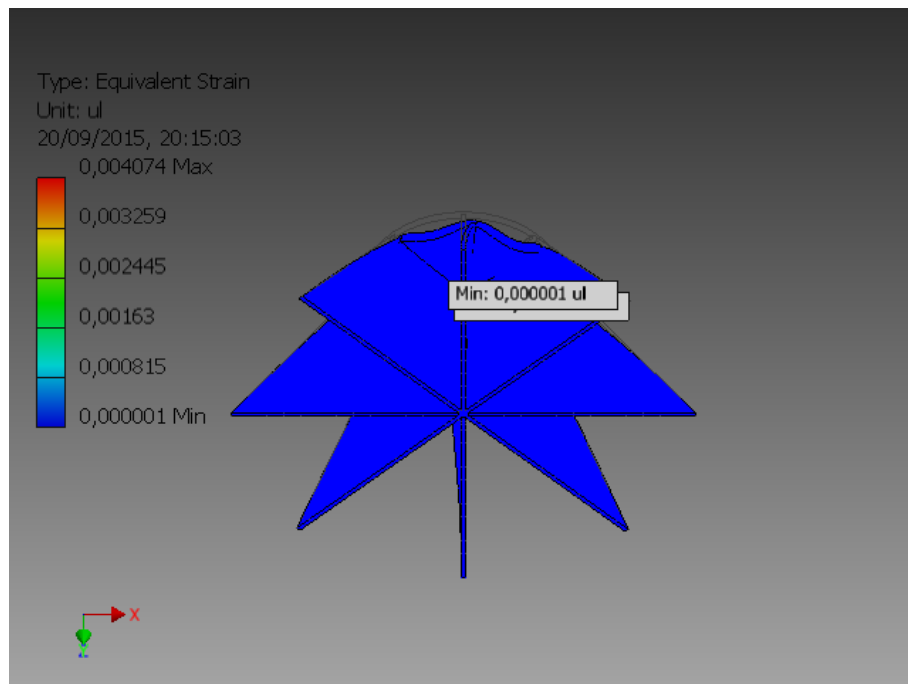 Type: Equivalent Strain
Unit: ul
20/09/2015, 20:15:03
0,004074 Max
0,003259
0,002445
0,00163
0,000815
0,000001 Min
Min: 0,000001 ul
X